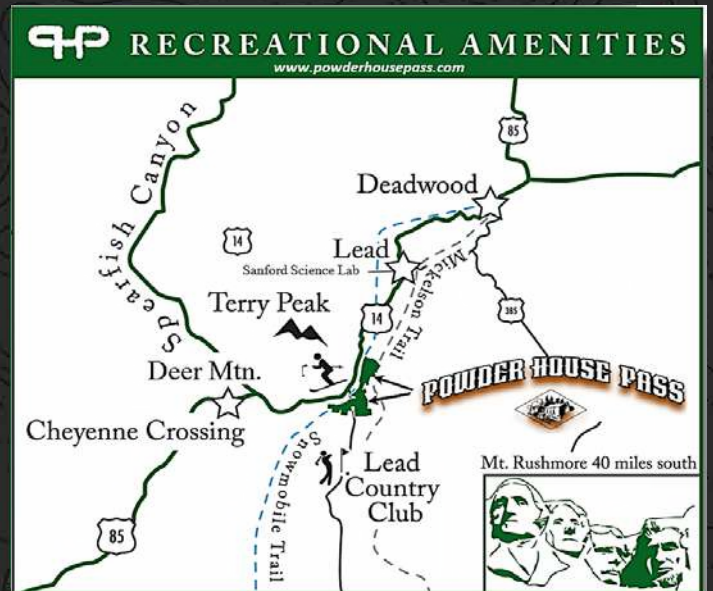 PHP RECREATIONAL AMENITIES
www.powderhousepass.com
Spearfish Canyon
85
Deadwood
14
Lead
Sanford Science Lab
Mickelson Trail
Terry Peak
14
385
Deer Mtn.
POWDER HOUSE PASS
Cheyenne Crossing
Snowmobile Trail
Lead
Country
Club
Mt. Rushmore 40 miles south
85